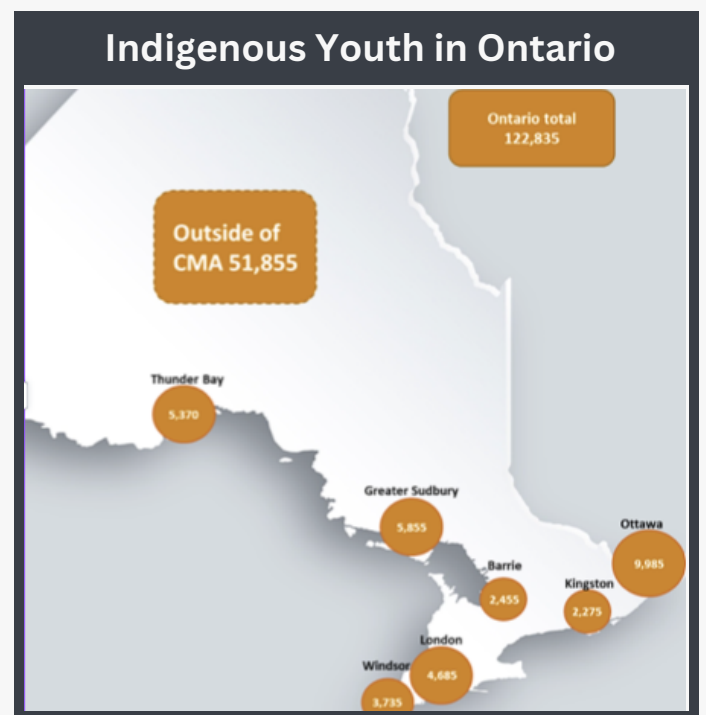 Indigenous Youth in Ontario
Ontario total
122,835
Outside of
CMA 51,855
Thunder Bay
5,370
Greater Sudbury
5,855
Ottawa
9,985
Barrie
2,455
Kingston
2,275
London
4,685
Windsor
3,735